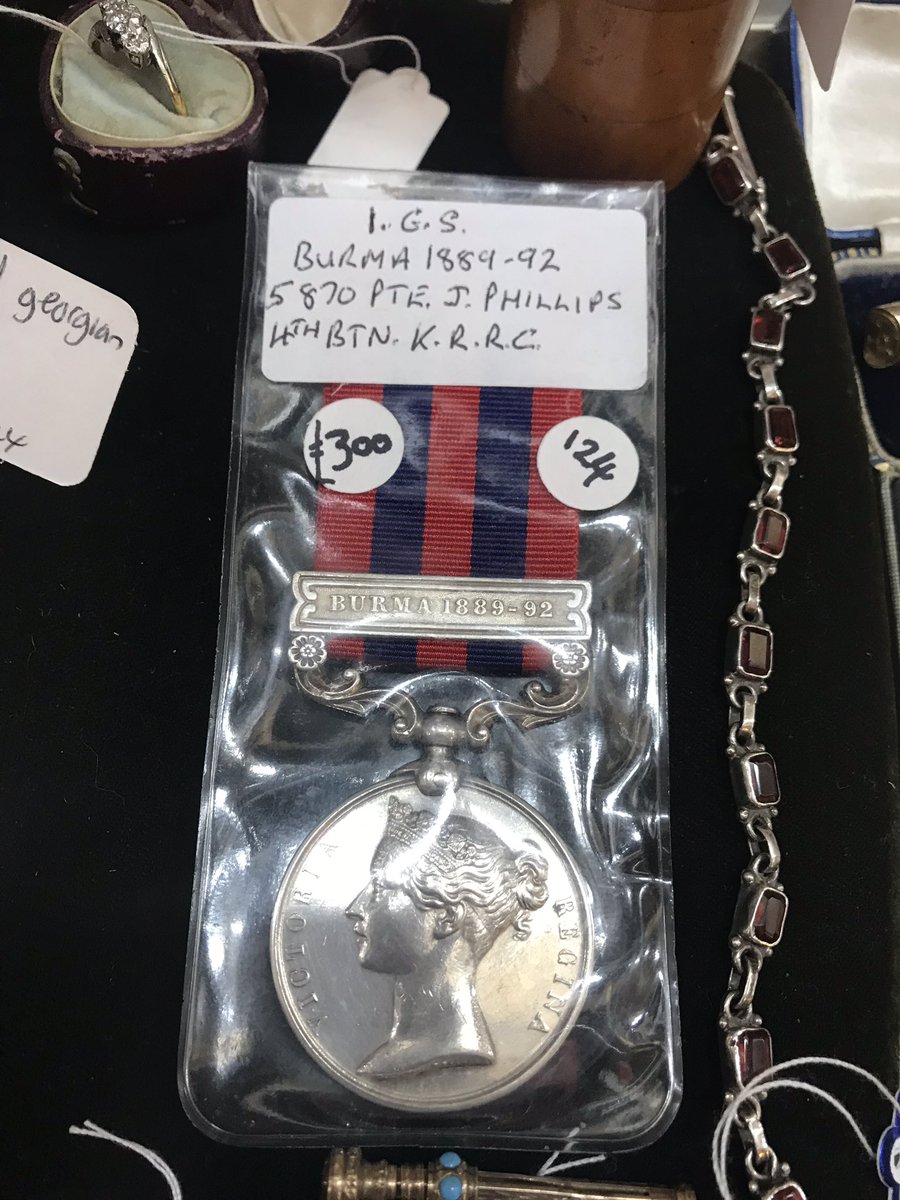 I. G. S.
BURMA 1889-92
5870 PTE. J. PHILLIPS
4TH BTN. K. R. R. C.
£300
124
BURMA 1889-92
VICTORIA
REGINA
georgian